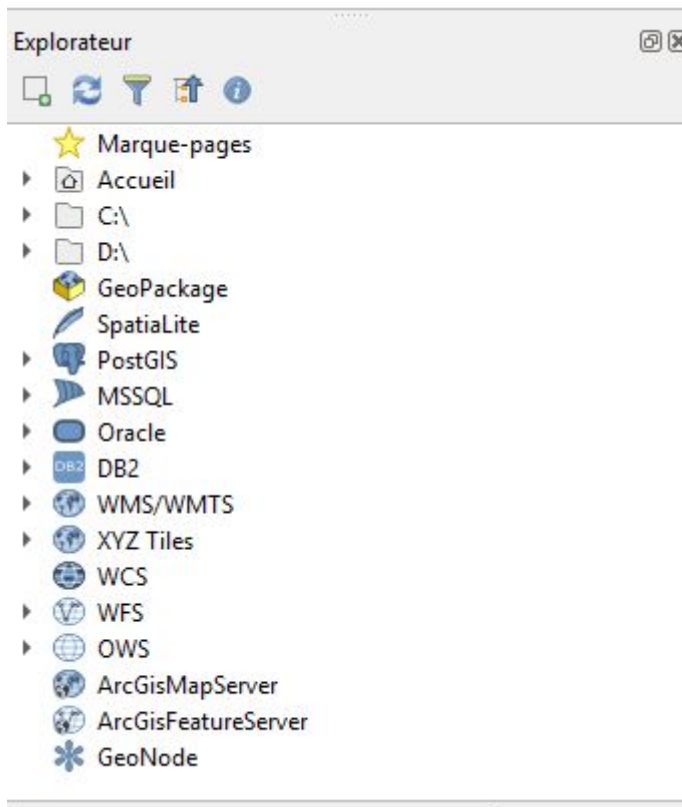 Explorateur
Marque-pages
Accueil
C:\
D:\
GeoPackage
SpatiaLite
PostGIS
MSSQL
Oracle
DB2 DB2
WMS/WMTS
XYZ Tiles
WCS
WFS
OWS
ArcGisMapServer
ArcGisFeatureServer
GeoNode